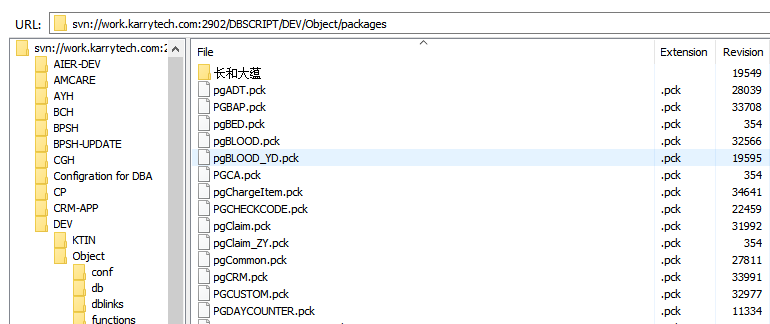 URL: svn://work.karrytech.com:2902/DBSCRIPT/DEV/Object/packages
svn://work.karrytech.com:2
AIER-DEV
AMCARE
AYH
BCH
BPSH
BPSH-UPDATE
CGH
Configration for DBA
CP
CRM-APP
DEV
KTIN
Object
conf
db
dblinks
functions
File Extension Revision
长和大蕴 19549
pgADT.pck .pck 28039
PGBAP.pck .pck 33708
pgBED.pck .pck 354
pgBLOOD.pck .pck 32566
pgBLOOD_YD.pck .pck 19595
PGCA.pck .pck 354
pgChargeItem.pck .pck 34641
PGCHECKCODE.pck .pck 22459
pgClaim.pck .pck 31992
pgClaim_ZY.pck .pck 354
pgCommon.pck .pck 27811
pgCRM.pck .pck 33991
PGCUSTOM.pck .pck 32977
PGDAYCOUNTER.pck .pck 11334